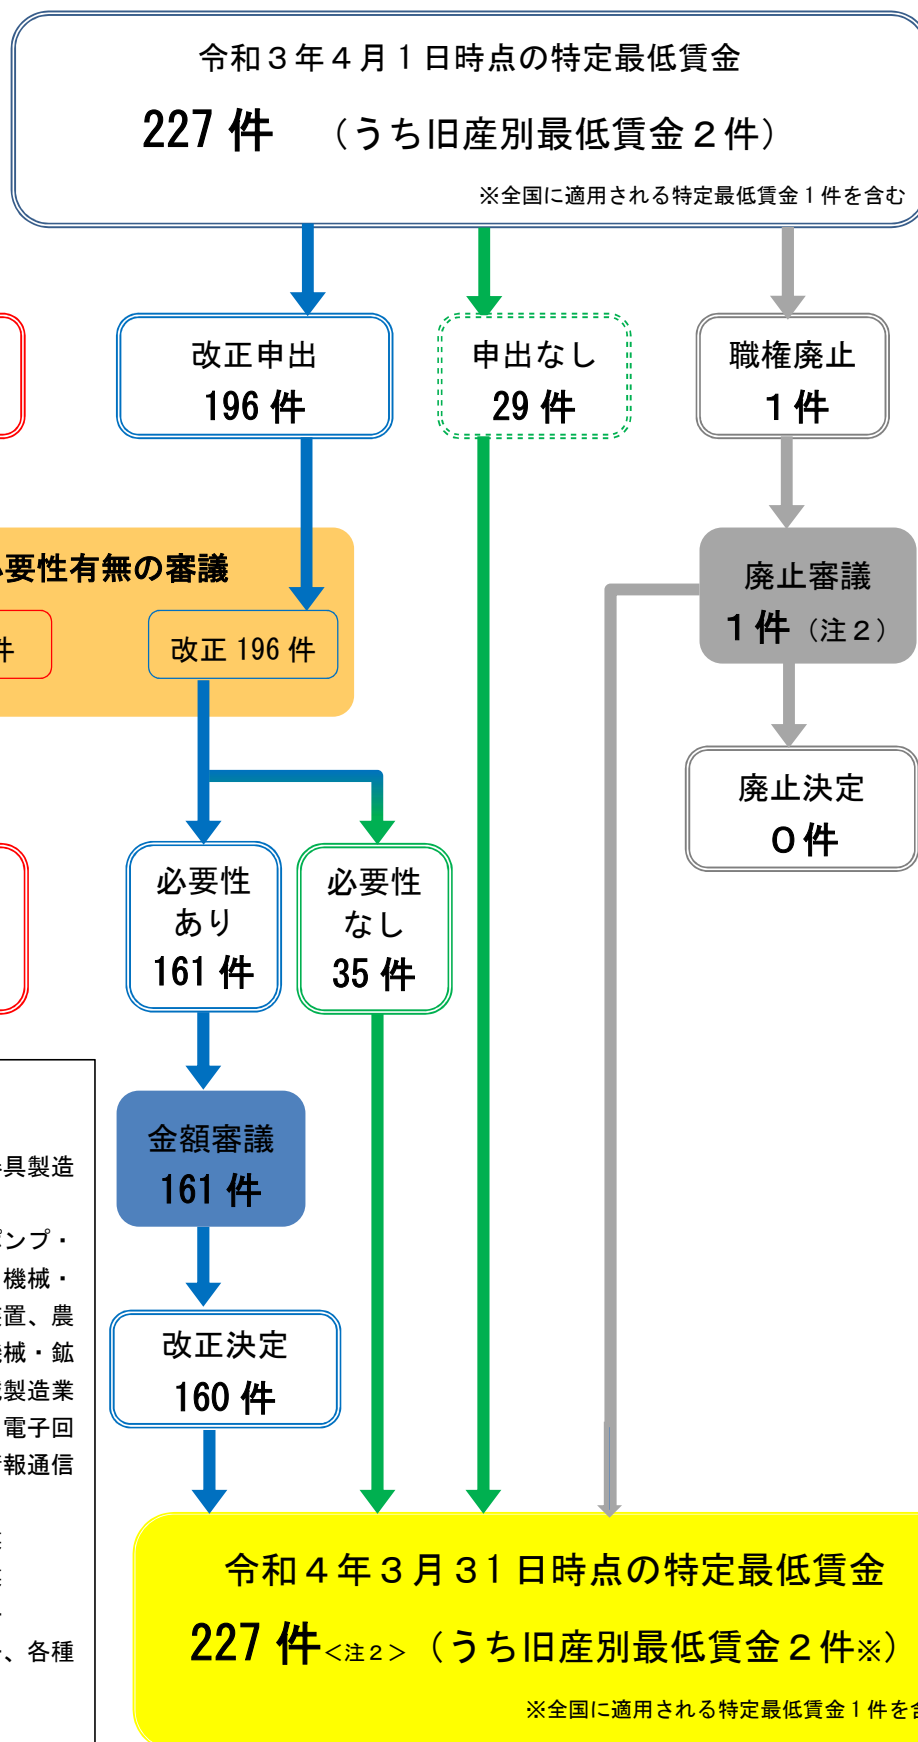 令和３年４月１日時点の特定最低賃金
227 件　（うち旧産別最低賃金２件）
※全国に適用される特定最低賃金１件を含む
改正申出
196 件
申出なし
29 件
職権廃止
１件
要性有無の審議
件
改正 196 件
廃止審議
１件（注２）
廃止決定
０件
必要性
あり
161 件
必要性
なし
35 件
金額審議
161 件
具製造
ポンプ・
機械・
装置、農
機械・鉱
製造業
電子回
情報通信
、各種
改正決定
160 件
令和４年３月31日時点の特定最低賃金
227 件<注２>（うち旧産別最低賃金２件※）
※全国に適用される特定最低賃金１件を含